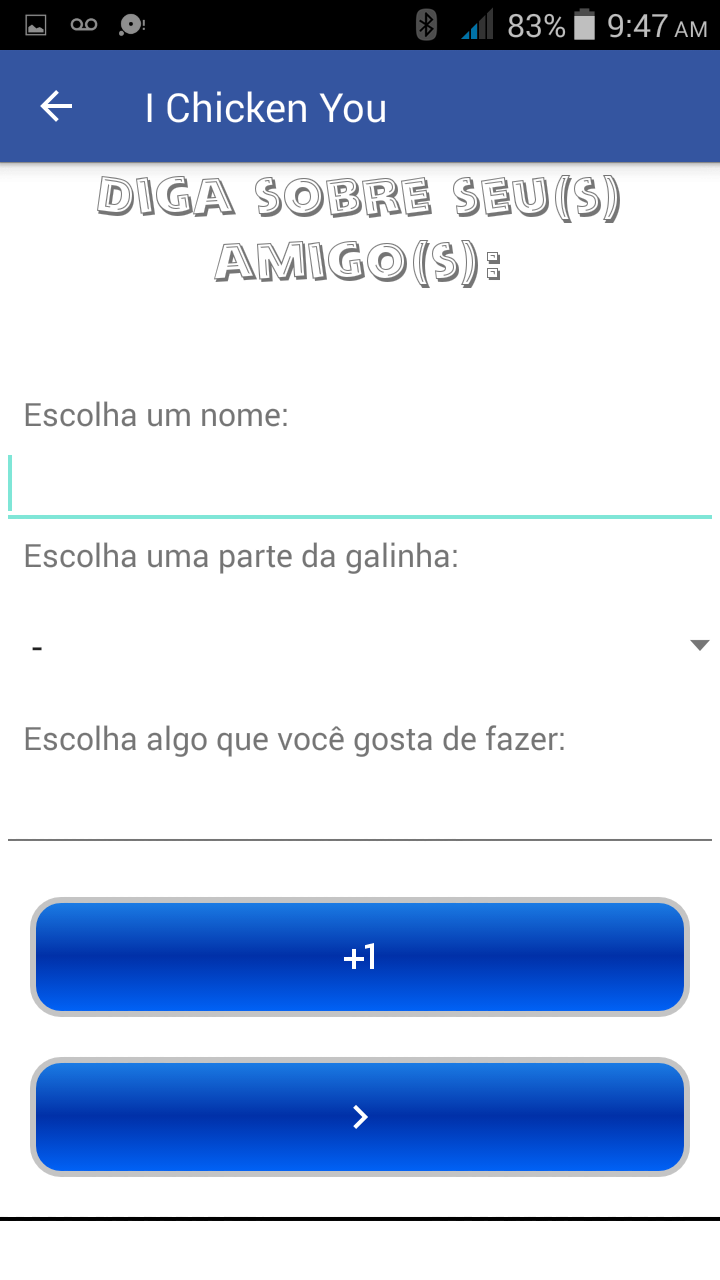 83% 9:47 AM
I Chicken You
DIGA SOBRE SEU(S)
AMIGO(S):
Escolha um nome:
Escolha uma parte da galinha:
-
Escolha algo que você gosta de fazer:
+1
>